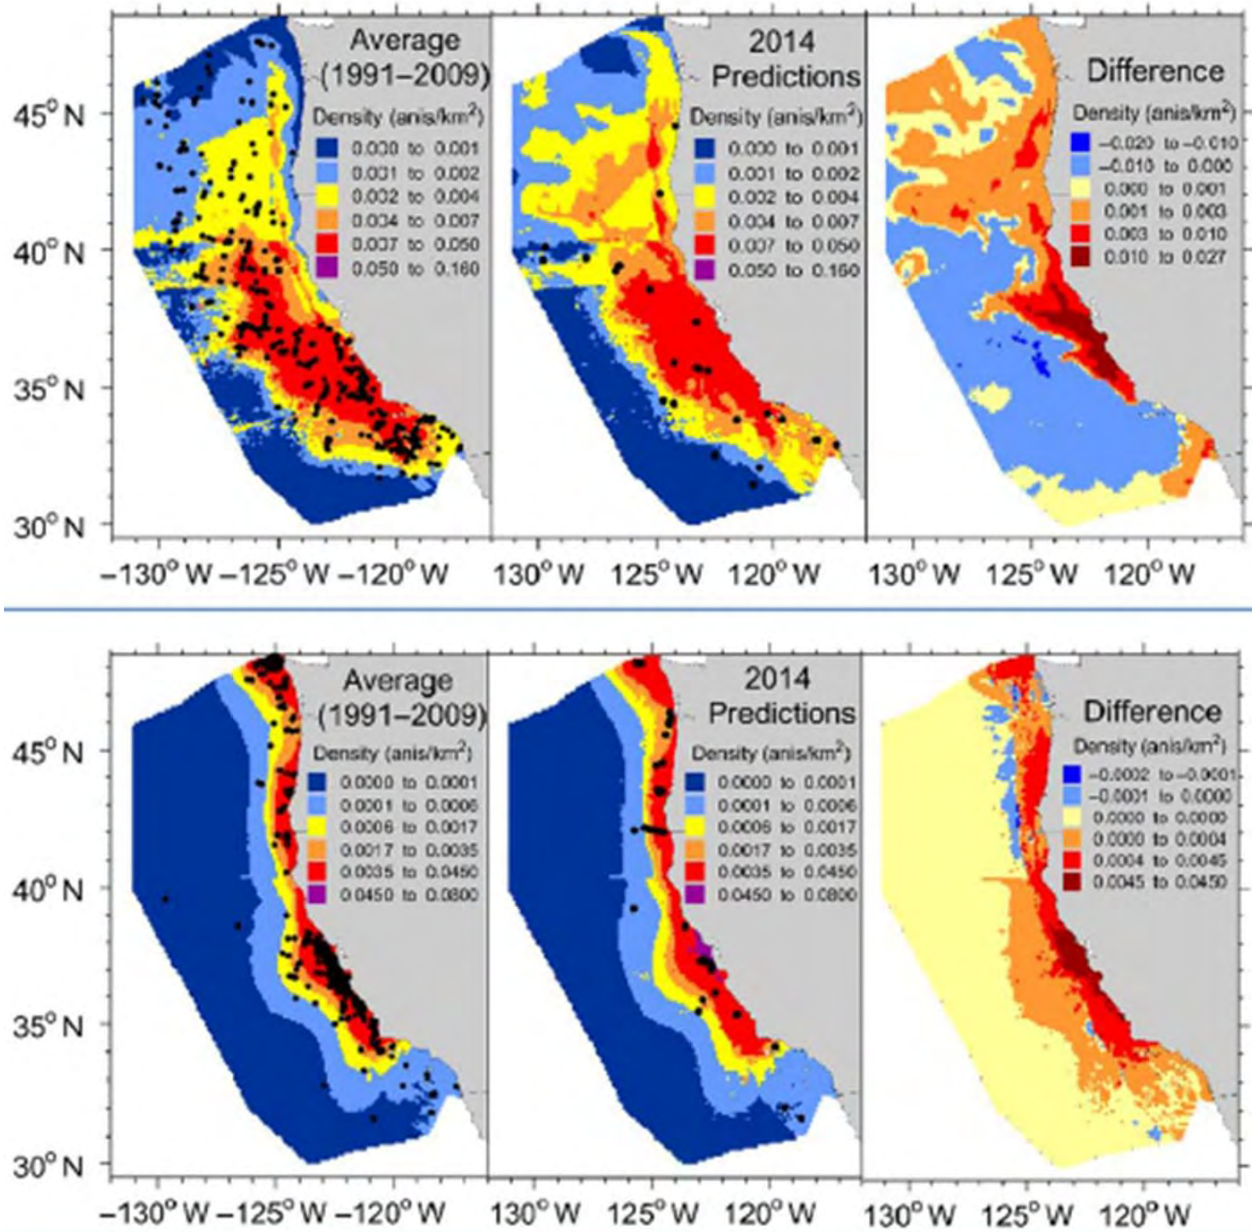 Average
(1991–2009)
Density (anis/km²)
0.000 to 0.001
0.001 to 0.002
0.002 to 0.004
0.004 to 0.007
0.007 to 0.050
0.050 to 0.160
2014
Predictions
Density (anis/km²)
0.000 to 0.001
0.001 to 0.002
0.002 to 0.004
0.004 to 0.007
0.007 to 0.050
0.050 to 0.160
Difference
Density (anis/km²)
−0.020 to −0.010
−0.010 to 0.000
0.000 to 0.001
0.001 to 0.003
0.003 to 0.010
0.010 to 0.027
45° N
40° N
35° N
30° N
−130° W −125° W −120° W
130° W 125° W 120° W
130° W 125° W 120° W
Average
(1991–2009)
Density (anis/km²)
0.0000 to 0.0001
0.0001 to 0.0006
0.0006 to 0.0017
0.0017 to 0.0035
0.0035 to 0.0450
0.0450 to 0.0800
2014
Predictions
Density (anis/km²)
0.0000 to 0.0001
0.0001 to 0.0006
0.0006 to 0.0017
0.0017 to 0.0035
0.0035 to 0.0450
0.0450 to 0.0800
Difference
Density (anis/km²)
−0.0002 to −0.0001
−0.0001 to 0.0000
0.0000 to 0.0000
0.0000 to 0.0004
0.0004 to 0.0045
0.0045 to 0.0450
45° N
40° N
35° N
30° N
−130° W −125° W −120° W
130° W 125° W 120° W
130° W 125° W 120° W